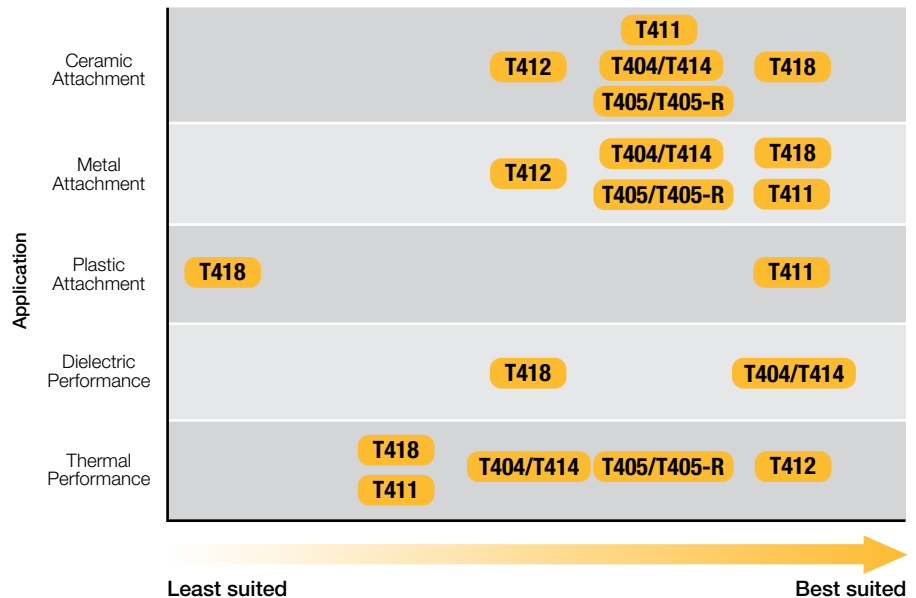 Application
Ceramic
Attachment
T412
T411
T404/T414
T405/T405-R
T418
Metal
Attachment
T412
T404/T414
T405/T405-R
T418
T411
Plastic
Attachment
T418
T411
Dielectric
Performance
T418
T404/T414
Thermal
Performance
T418
T411
T404/T414
T405/T405-R
T412
Least suited
Best suited